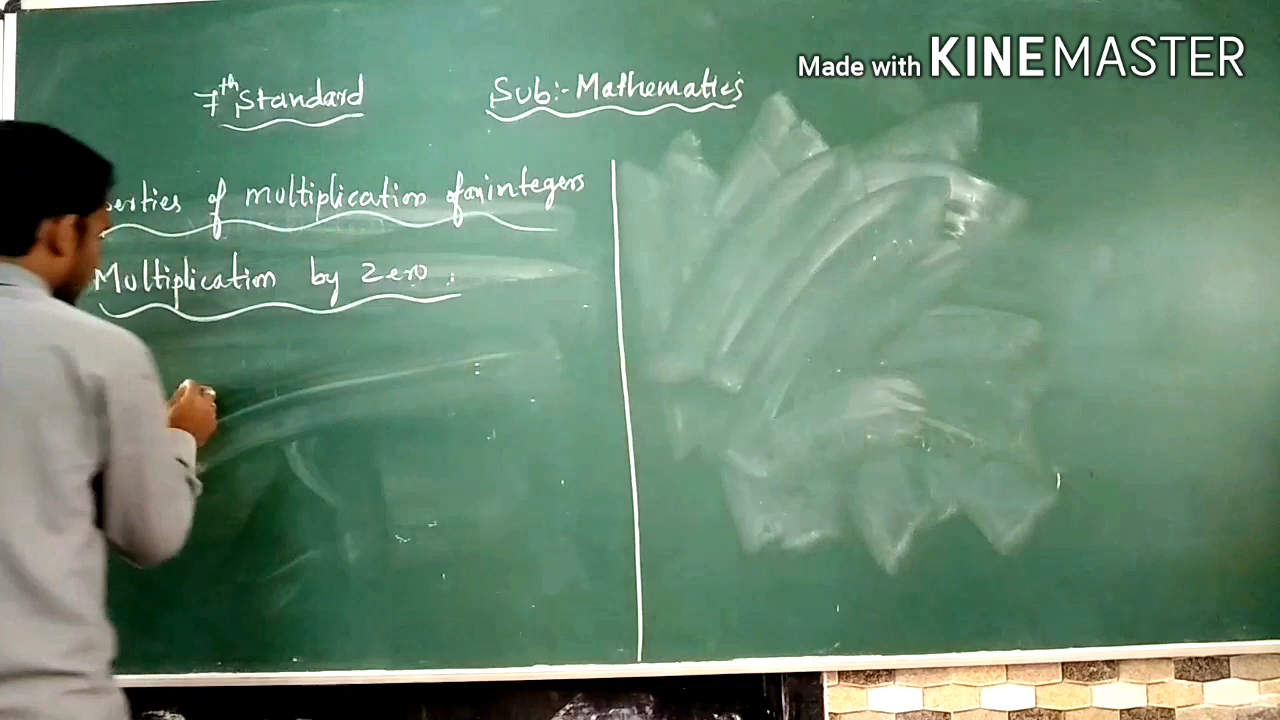 Made with KINEMASTER
7th Standard Sub:- Mathematics
erties of multiplication of integers
Multiplication by Zero :